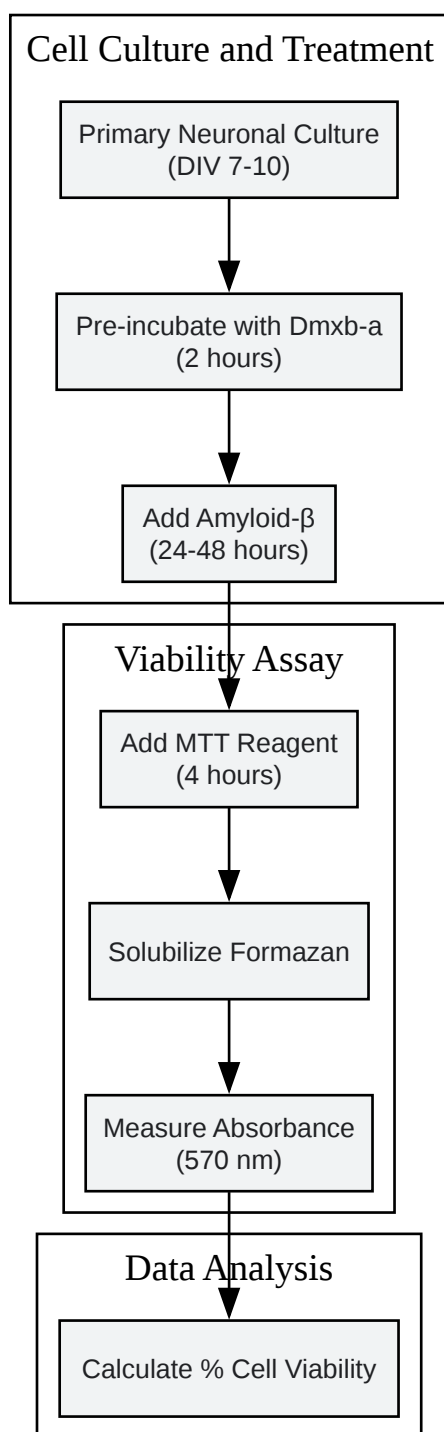 Cell Culture and Treatment
Primary Neuronal Culture
(DIV 7-10)
Pre-incubate with Dmxb-a
(2 hours)
Add Amyloid-β
(24-48 hours)
Viability Assay
Add MTT Reagent
(4 hours)
Solubilize Formazan
Measure Absorbance
(570 nm)
Data Analysis
Calculate % Cell Viability